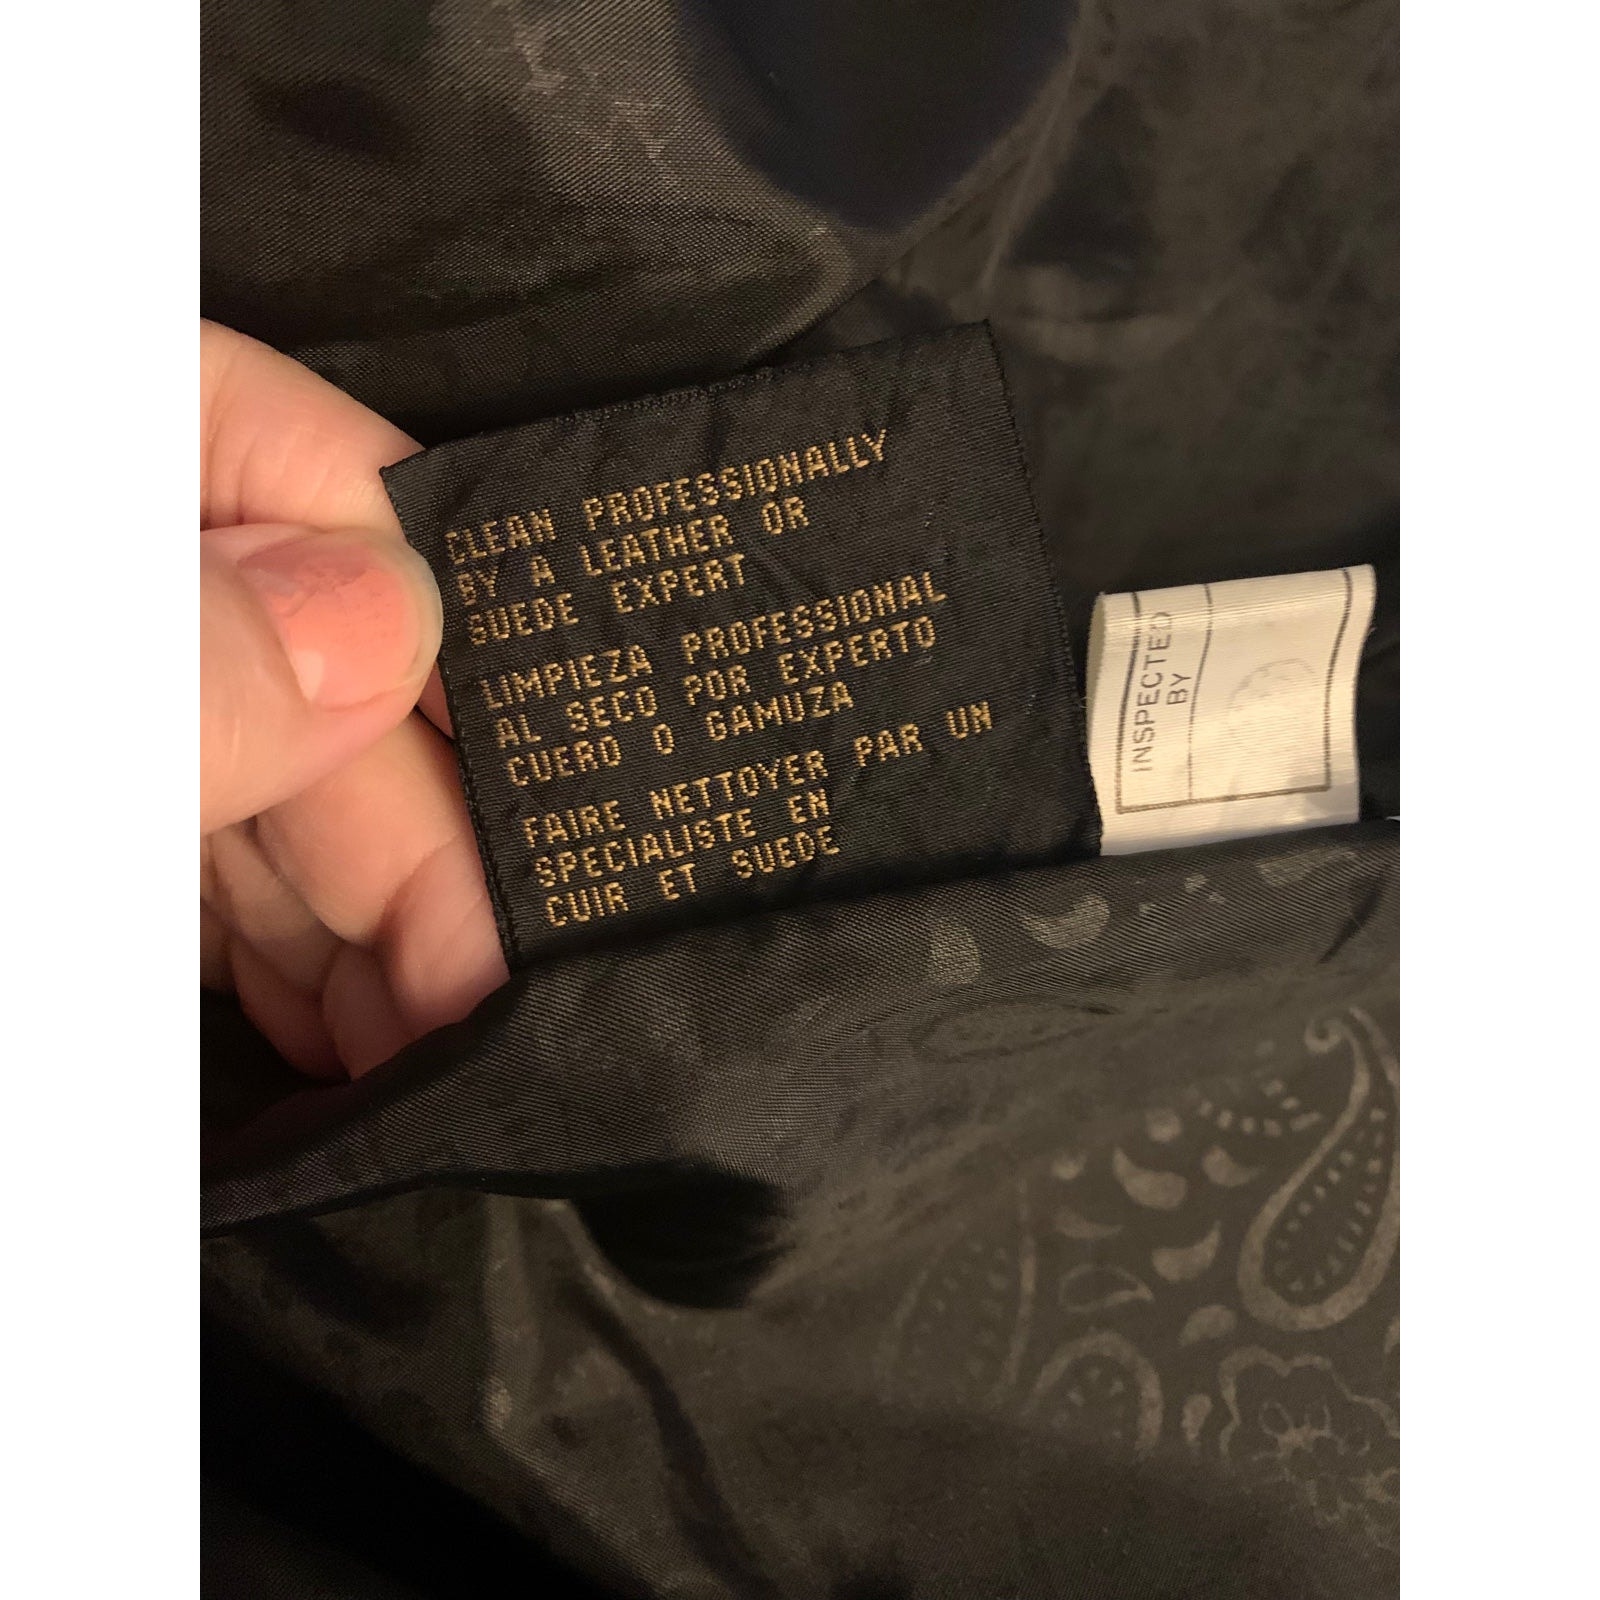 CLEAN PROFESSIONALLY
BY A LEATHER OR
SUEDE EXPERT
LIMPIEZA PROFESSIONAL
AL SECO POR EXPERTO
CUERO O GAMUZA
FAIRE NETTOYER PAR UN
SPECIALISTE EN
CUIR ET SUEDE
INSPECTED
BY